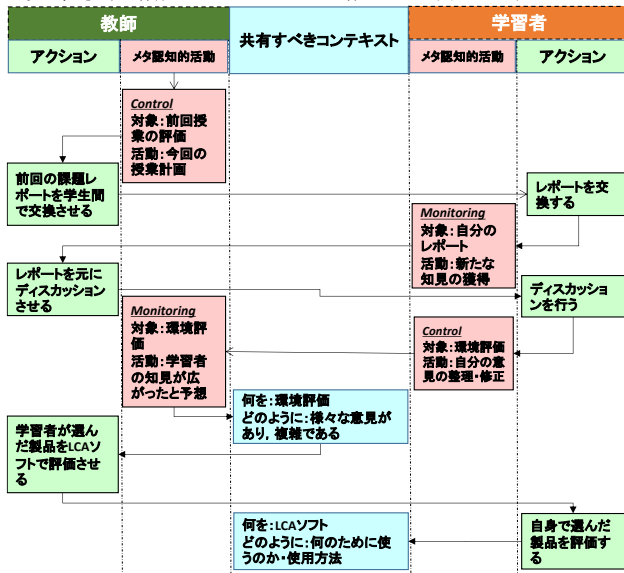 教師
学習者
共有すべきコンテキスト
アクション
メタ認知的活動
メタ認知的活動
アクション
Control
対象：前回授
業の評価
活動：今回の
授業計画
前回の課題レ
ポートを学生間
で交換させる
レポートを交
換する
Monitoring
対象：自分の
レポート
活動：新たな
知見の獲得
レポートを元に
ディスカッション
させる
ディスカッショ
ンを行う
Monitoring
対象：環境評
価
活動：学習者
の知見が広
がったと予想
Control
対象：環境評価
活動：自分の意
見の整理・修正
何を：環境評価
どのように：様々な意見が
あり，複雑である
学習者が選ん
だ製品をLCAソ
フトで評価させ
る
何を：LCAソフト
どのように：何のために使
うのか・使用方法
自身で選んだ
製品を評価す
る